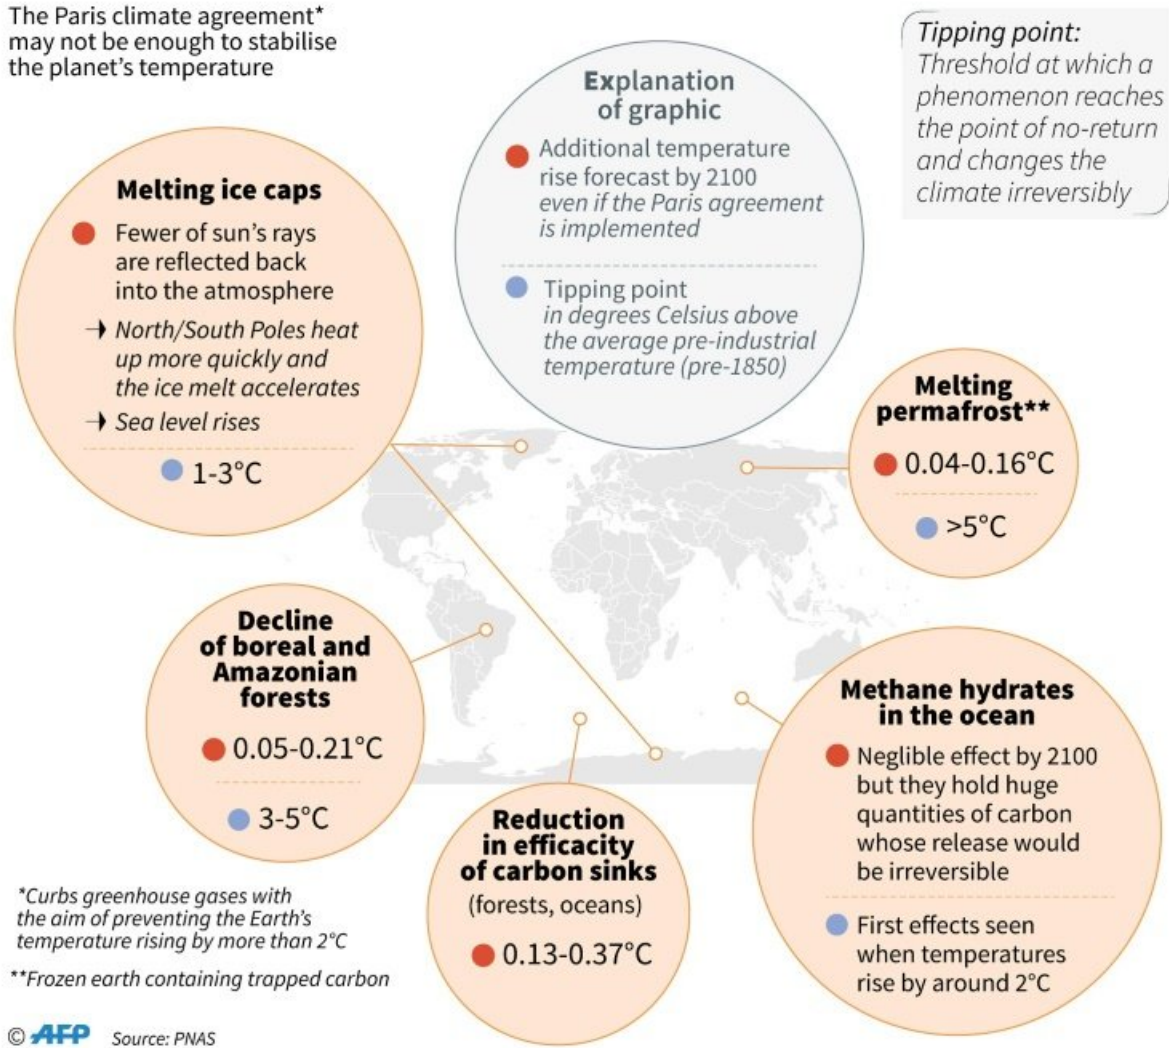 The Paris climate agreement*
may not be enough to stabilise
the planet's temperature
Tipping point:
Threshold at which a
phenomenon reaches
the point of no-return
and changes the
climate irreversibly
Explanation
of graphic
Additional temperature
rise forecast by 2100
even if the Paris agreement
is implemented
Tipping point
in degrees Celsius above
the average pre-industrial
temperature (pre-1850)
Melting ice caps
Fewer of sun's rays
are reflected back
into the atmosphere
→ North/South Poles heat
up more quickly and
the ice melt accelerates
→ Sea level rises
1-3°C
Melting
permafrost**
0.04-0.16°C
>5°C
Decline
of boreal and
Amazonian
forests
0.05-0.21°C
3-5°C
Reduction
in efficacity
of carbon sinks
(forests, oceans)
0.13-0.37°C
Methane hydrates
in the ocean
Neglible effect by 2100
but they hold huge
quantities of carbon
whose release would
be irreversible
First effects seen
when temperatures
rise by around 2°C
*Curbs greenhouse gases with
the aim of preventing the Earth's
temperature rising by more than 2°C
**Frozen earth containing trapped carbon
© AFP Source: PNAS